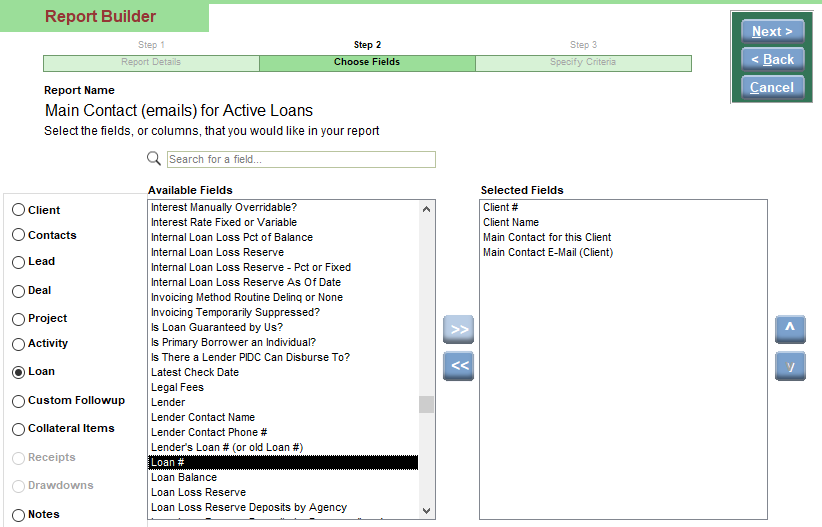 Report Builder
Step 1
Step 2
Step 3
Report Details
Choose Fields
Specify Criteria
Next >
< Back
Cancel
Report Name
Main Contact (emails) for Active Loans
Select the fields, or columns, that you would like in your report
Search for a field...
Client
Contacts
Lead
Deal
Project
Activity
Loan
Custom Followup
Collateral Items
Receipts
Drawdowns
Notes
Available Fields
Interest Manually Overridable?
Interest Rate Fixed or Variable
Internal Loan Loss Pct of Balance
Internal Loan Loss Reserve
Internal Loan Loss Reserve - Pct or Fixed
Internal Loan Loss Reserve As Of Date
Invoicing Method Routine Delinq or None
Invoicing Temporarily Suppressed?
Is Loan Guaranteed by Us?
Is Primary Borrower an Individual?
Is There a Lender PIDC Can Disburse To?
Latest Check Date
Legal Fees
Lender
Lender Contact Name
Lender Contact Phone #
Lender's Loan # (or old Loan #)
Loan #
Loan Balance
Loan Loss Reserve
Loan Loss Reserve Deposits by Agency
>>
<<
Selected Fields
Client #
Client Name
Main Contact for this Client
Main Contact E-Mail (Client)
^
v